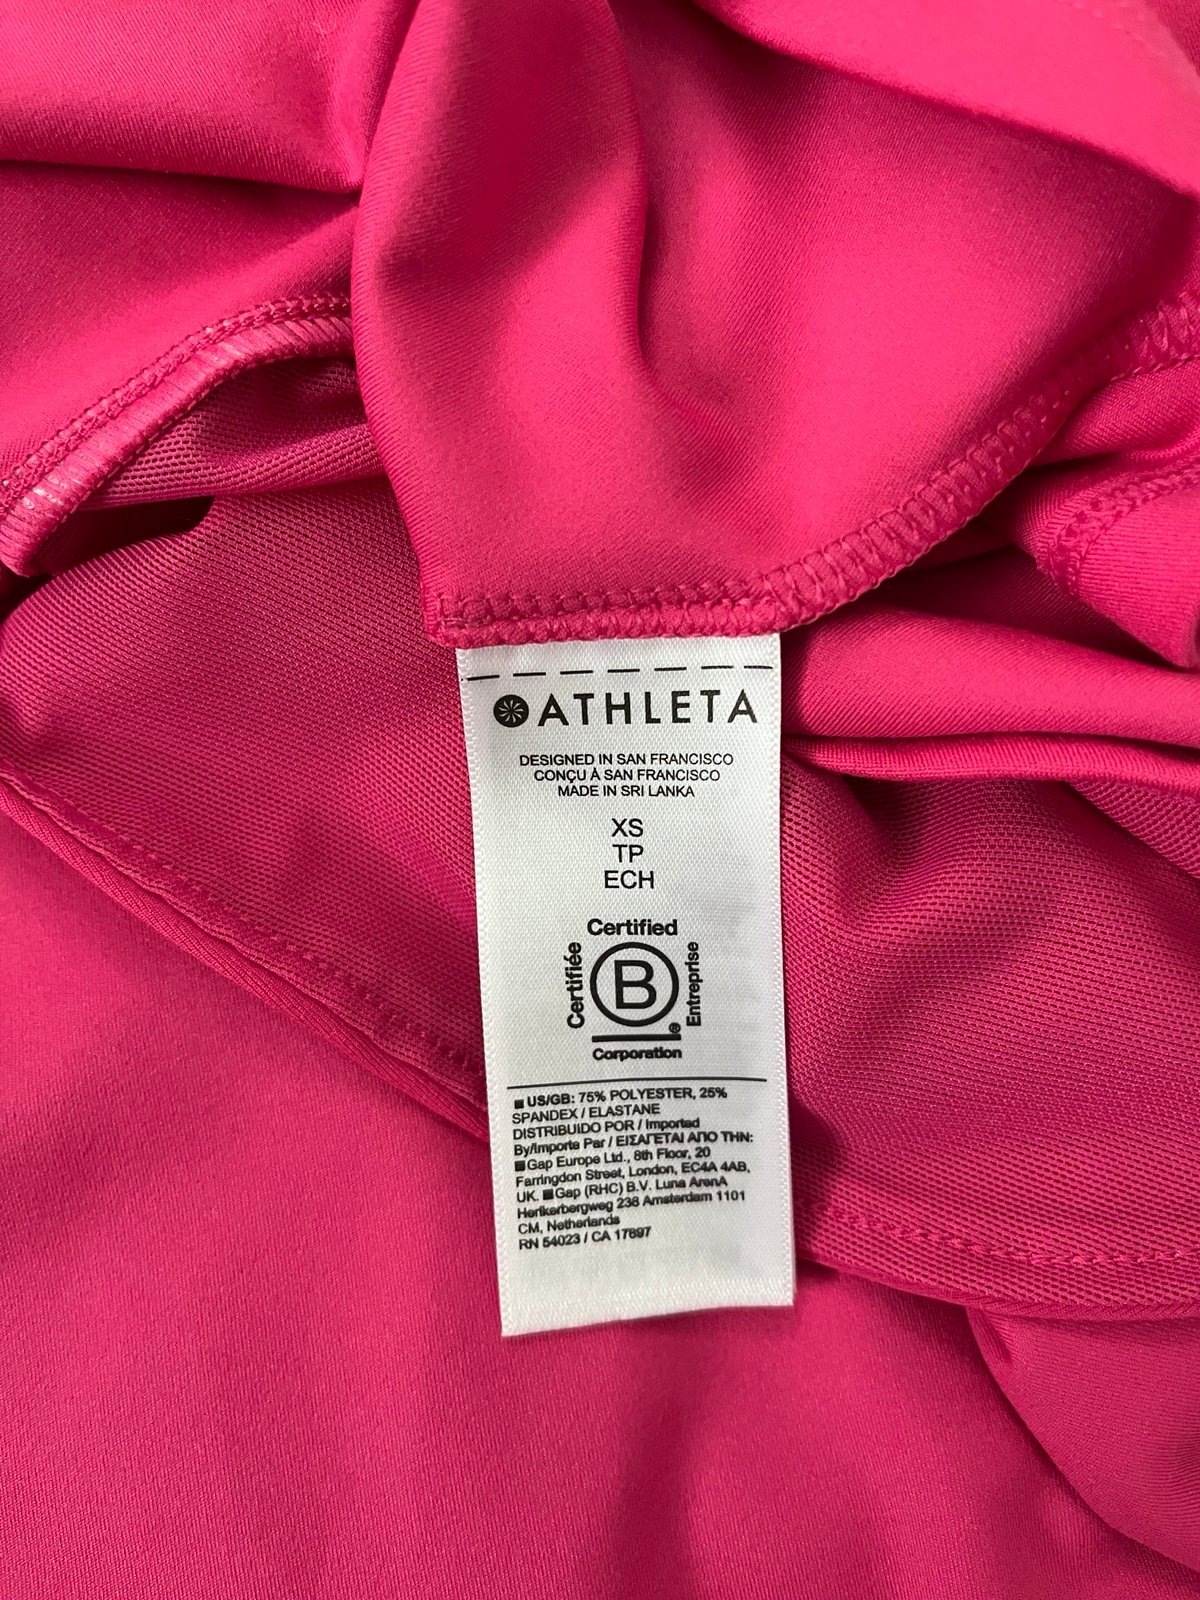 ATHLETA
DESIGNED IN SAN FRANCISCO
CONÇU À SAN FRANCISCO
MADE IN SRI LANKA
XS
TP
ECH
Certified
Certifiée
B
Entreprise
®
Corporation
US/GB: 75% POLYESTER, 25%
SPANDEX / ELASTANE
DISTRIBUIDO POR / Imported
By/Importe Par / ΕΙΣΑΓΕΤΑΙ ΑΠΟ ΤΗΝ:
Gap Europe Ltd., 8th Floor, 20
Farringdon Street, London, EC4A 4AB,
UK. Gap (RHC) B.V. Luna ArenA
Herikerbergweg 238 Amsterdam 1101
CM, Netherlands
RN 54023 / CA 17897